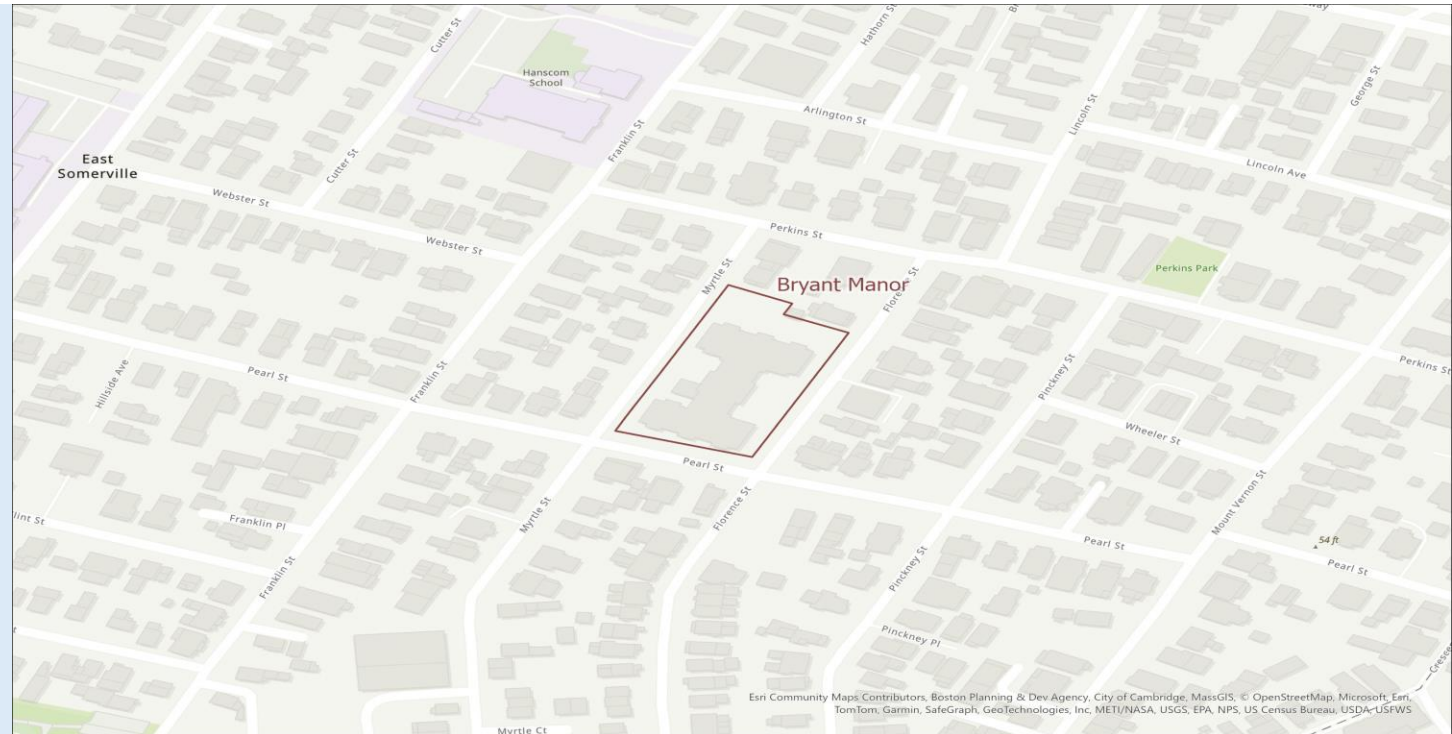 Cutter St
Hathorn St
Hanscom
School
George St
Arlington St
Lincoln St
Franklin St
East
Somerville
Cutter St
Lincoln Ave
Webster St
Perkins St
Webster St
Perkins Park
Myrtle St
Florence St
Bryant Manor
Hillside Ave
Pearl St
Franklin St
Pinckney St
Perkins St
Wheeler St
Pearl St
Myrtle St
Florence St
Mount Vernon St
Franklin Pl
54 ft
Pearl St
Pearl St
Franklin St
Pinckney St
Pinckney Pl
Myrtle Ct
Esri Community Maps Contributors, Boston Planning & Dev Agency, City of Cambridge, MassGIS, © OpenStreetMap, Microsoft, Esri,
TomTom, Garmin, SafeGraph, GeoTechnologies, Inc, METI/NASA, USGS, EPA, NPS, US Census Bureau, USDA, USFWS